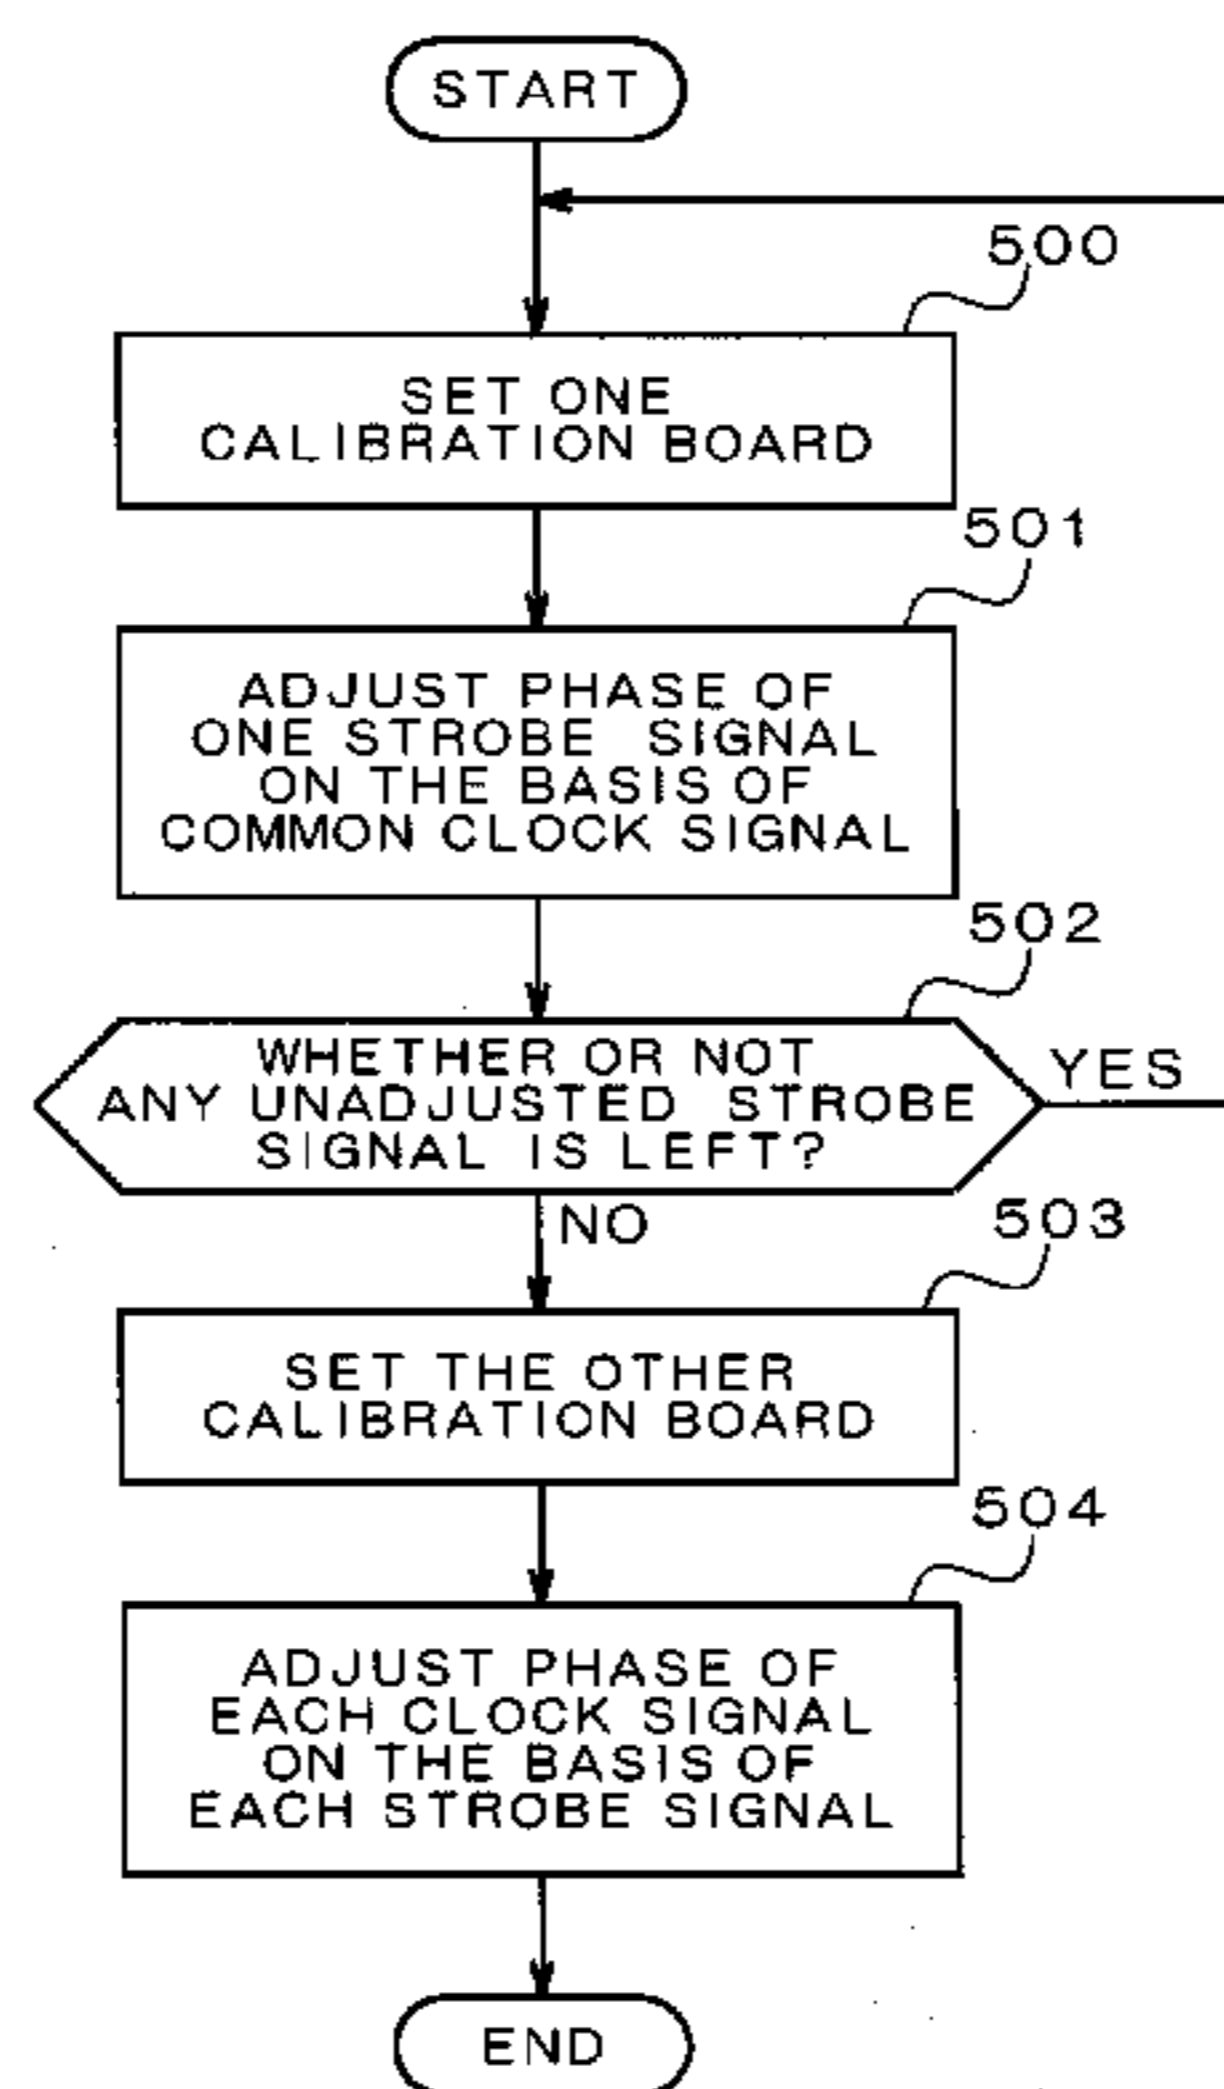 START
500
SET ONE
CALIBRATION BOARD
501
ADJUST PHASE OF
ONE STROBE SIGNAL
ON THE BASIS OF
COMMON CLOCK SIGNAL
502
WHETHER OR NOT
ANY UNADJUSTED STROBE
SIGNAL IS LEFT?
YES
NO
503
SET THE OTHER
CALIBRATION BOARD
504
ADJUST PHASE OF
EACH CLOCK SIGNAL
ON THE BASIS OF
EACH STROBE SIGNAL
END